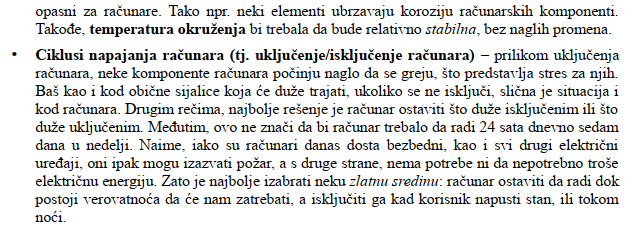 opasni za računare. Tako npr. neki elementi ubrzavaju koroziju računarskih komponenti.
Takođe, temperatura okruženja bi trebala da bude relativno stabilna, bez naglih promena.
• Ciklusi napajanja računara (tj. uključenje/isključenje računara) – prilikom uključenja
računara, neke komponente računara počinju naglo da se greju, što predstavlja stres za njih.
Baš kao i kod obične sijalice koja će duže trajati, ukoliko se ne isključi, slična je situacija i
kod računara. Drugim rečima, najbolje rešenje je računar ostaviti što duže isključenim ili što
duže uključenim. Međutim, ovo ne znači da bi računar trebalo da radi 24 sata dnevno sedam
dana u nedelji. Naime, iako su računari danas dosta bezbedni, kao i svi drugi električni
uređaji, oni ipak mogu izazvati požar, a s druge strane, nema potrebe ni da nepotrebno troše
električnu energiju. Zato je najbolje izabrati neku zlatnu sredinu: računar ostaviti da radi dok
postoji verovatnoća da će nam zatrebati, a isključiti ga kad korisnik napusti stan, ili tokom
noći.